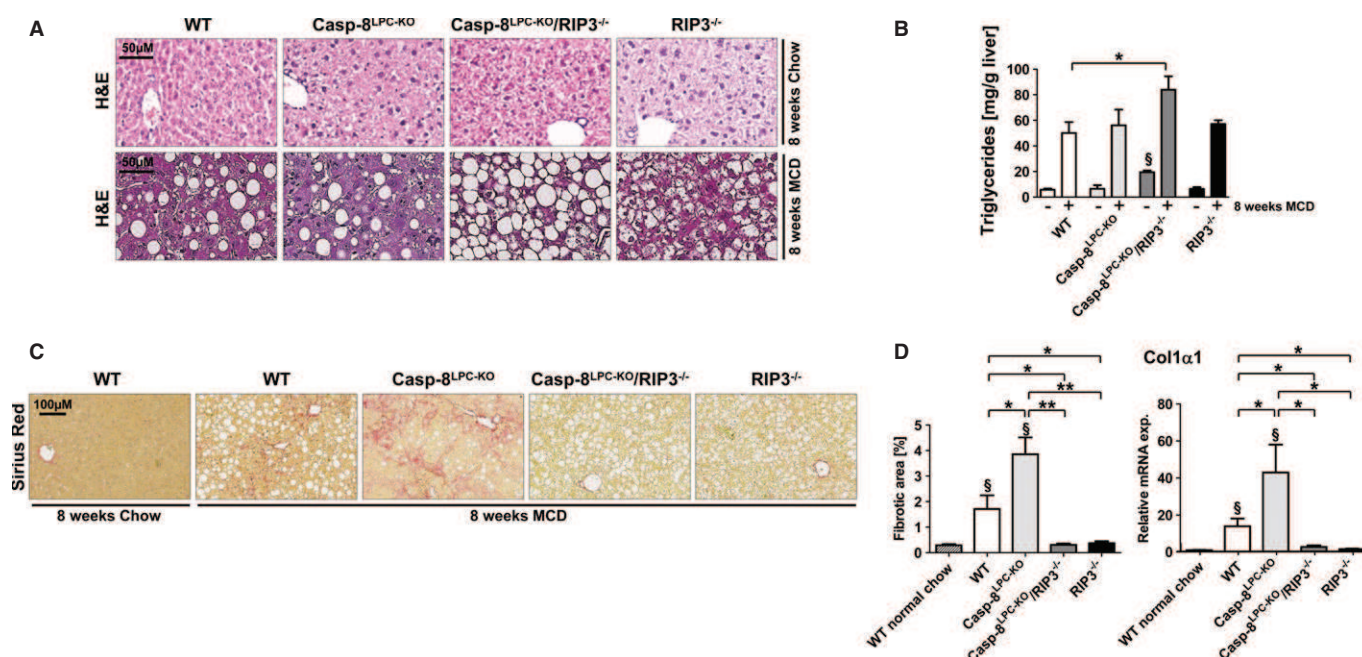 A
WT
Casp-8LPC-KO
Casp-8LPC-KO/RIP3-/-
RIP3-/-
50µM
H&E
8 weeks Chow
50µM
H&E
8 weeks MCD
B
*
Triglycerides [mg/g liver]
100
80
60
40
20
0
§
- + - + - + - +
8 weeks MCD
WT
Casp-8LPC-KO
Casp-8LPC-KO/RIP3-/-
RIP3-/-
C
WT
WT
Casp-8LPC-KO
Casp-8LPC-KO/RIP3-/-
RIP3-/-
100µM
Sirius Red
8 weeks Chow
8 weeks MCD
D
*
*
**
* **
Fibrotic area [%]
5
4
3
2
1
0
§
§
WT normal chow
WT
Casp-8LPC-KO
Casp-8LPC-KO/RIP3-/-
RIP3-/-
Col1α1
*
*
*
* *
Relative mRNA exp.
80
60
40
20
0
§
§
WT normal chow
WT
Casp-8LPC-KO
Casp-8LPC-KO/RIP3-/-
RIP3-/-